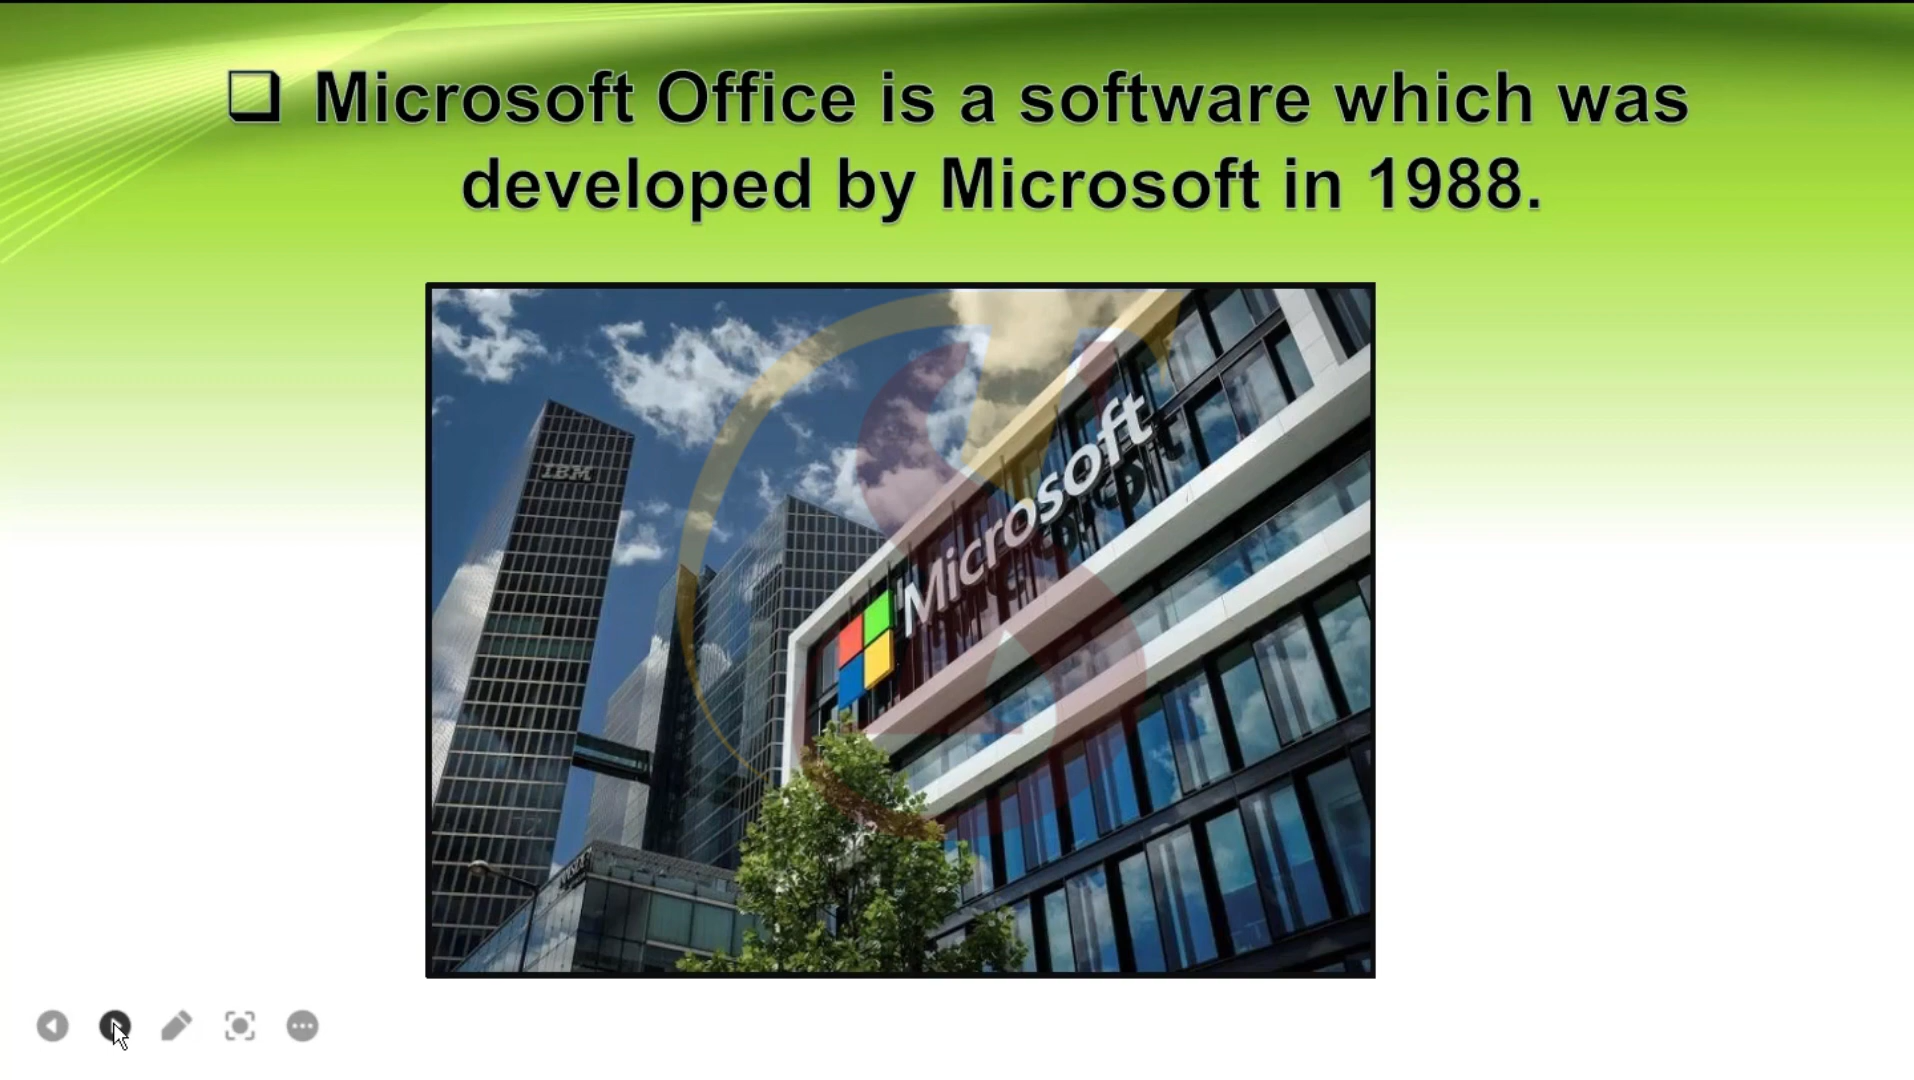 Microsoft Office is a software which was
developed by Microsoft in 1988.
IBM
Microsoft